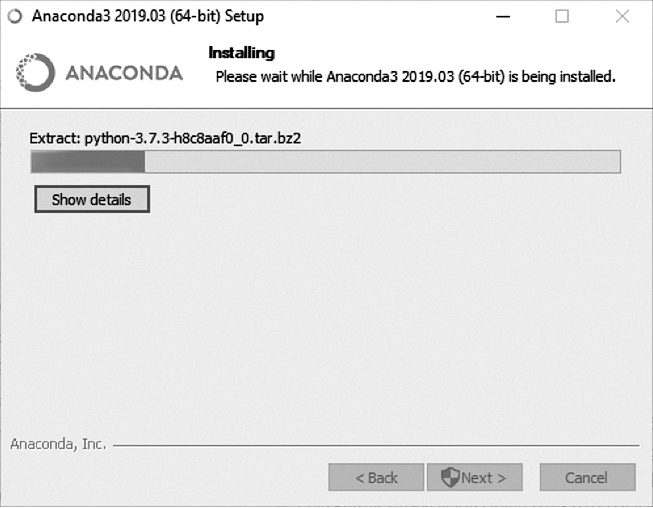 Anaconda3 2019.03 (64-bit) Setup
ANACONDA
Installing
Please wait while Anaconda3 2019.03 (64-bit) is being installed.
Extract: python-3.7.3-h8c8aaf0_0.tar.bz2
Show details
Anaconda, Inc.
< Back
Next >
Cancel